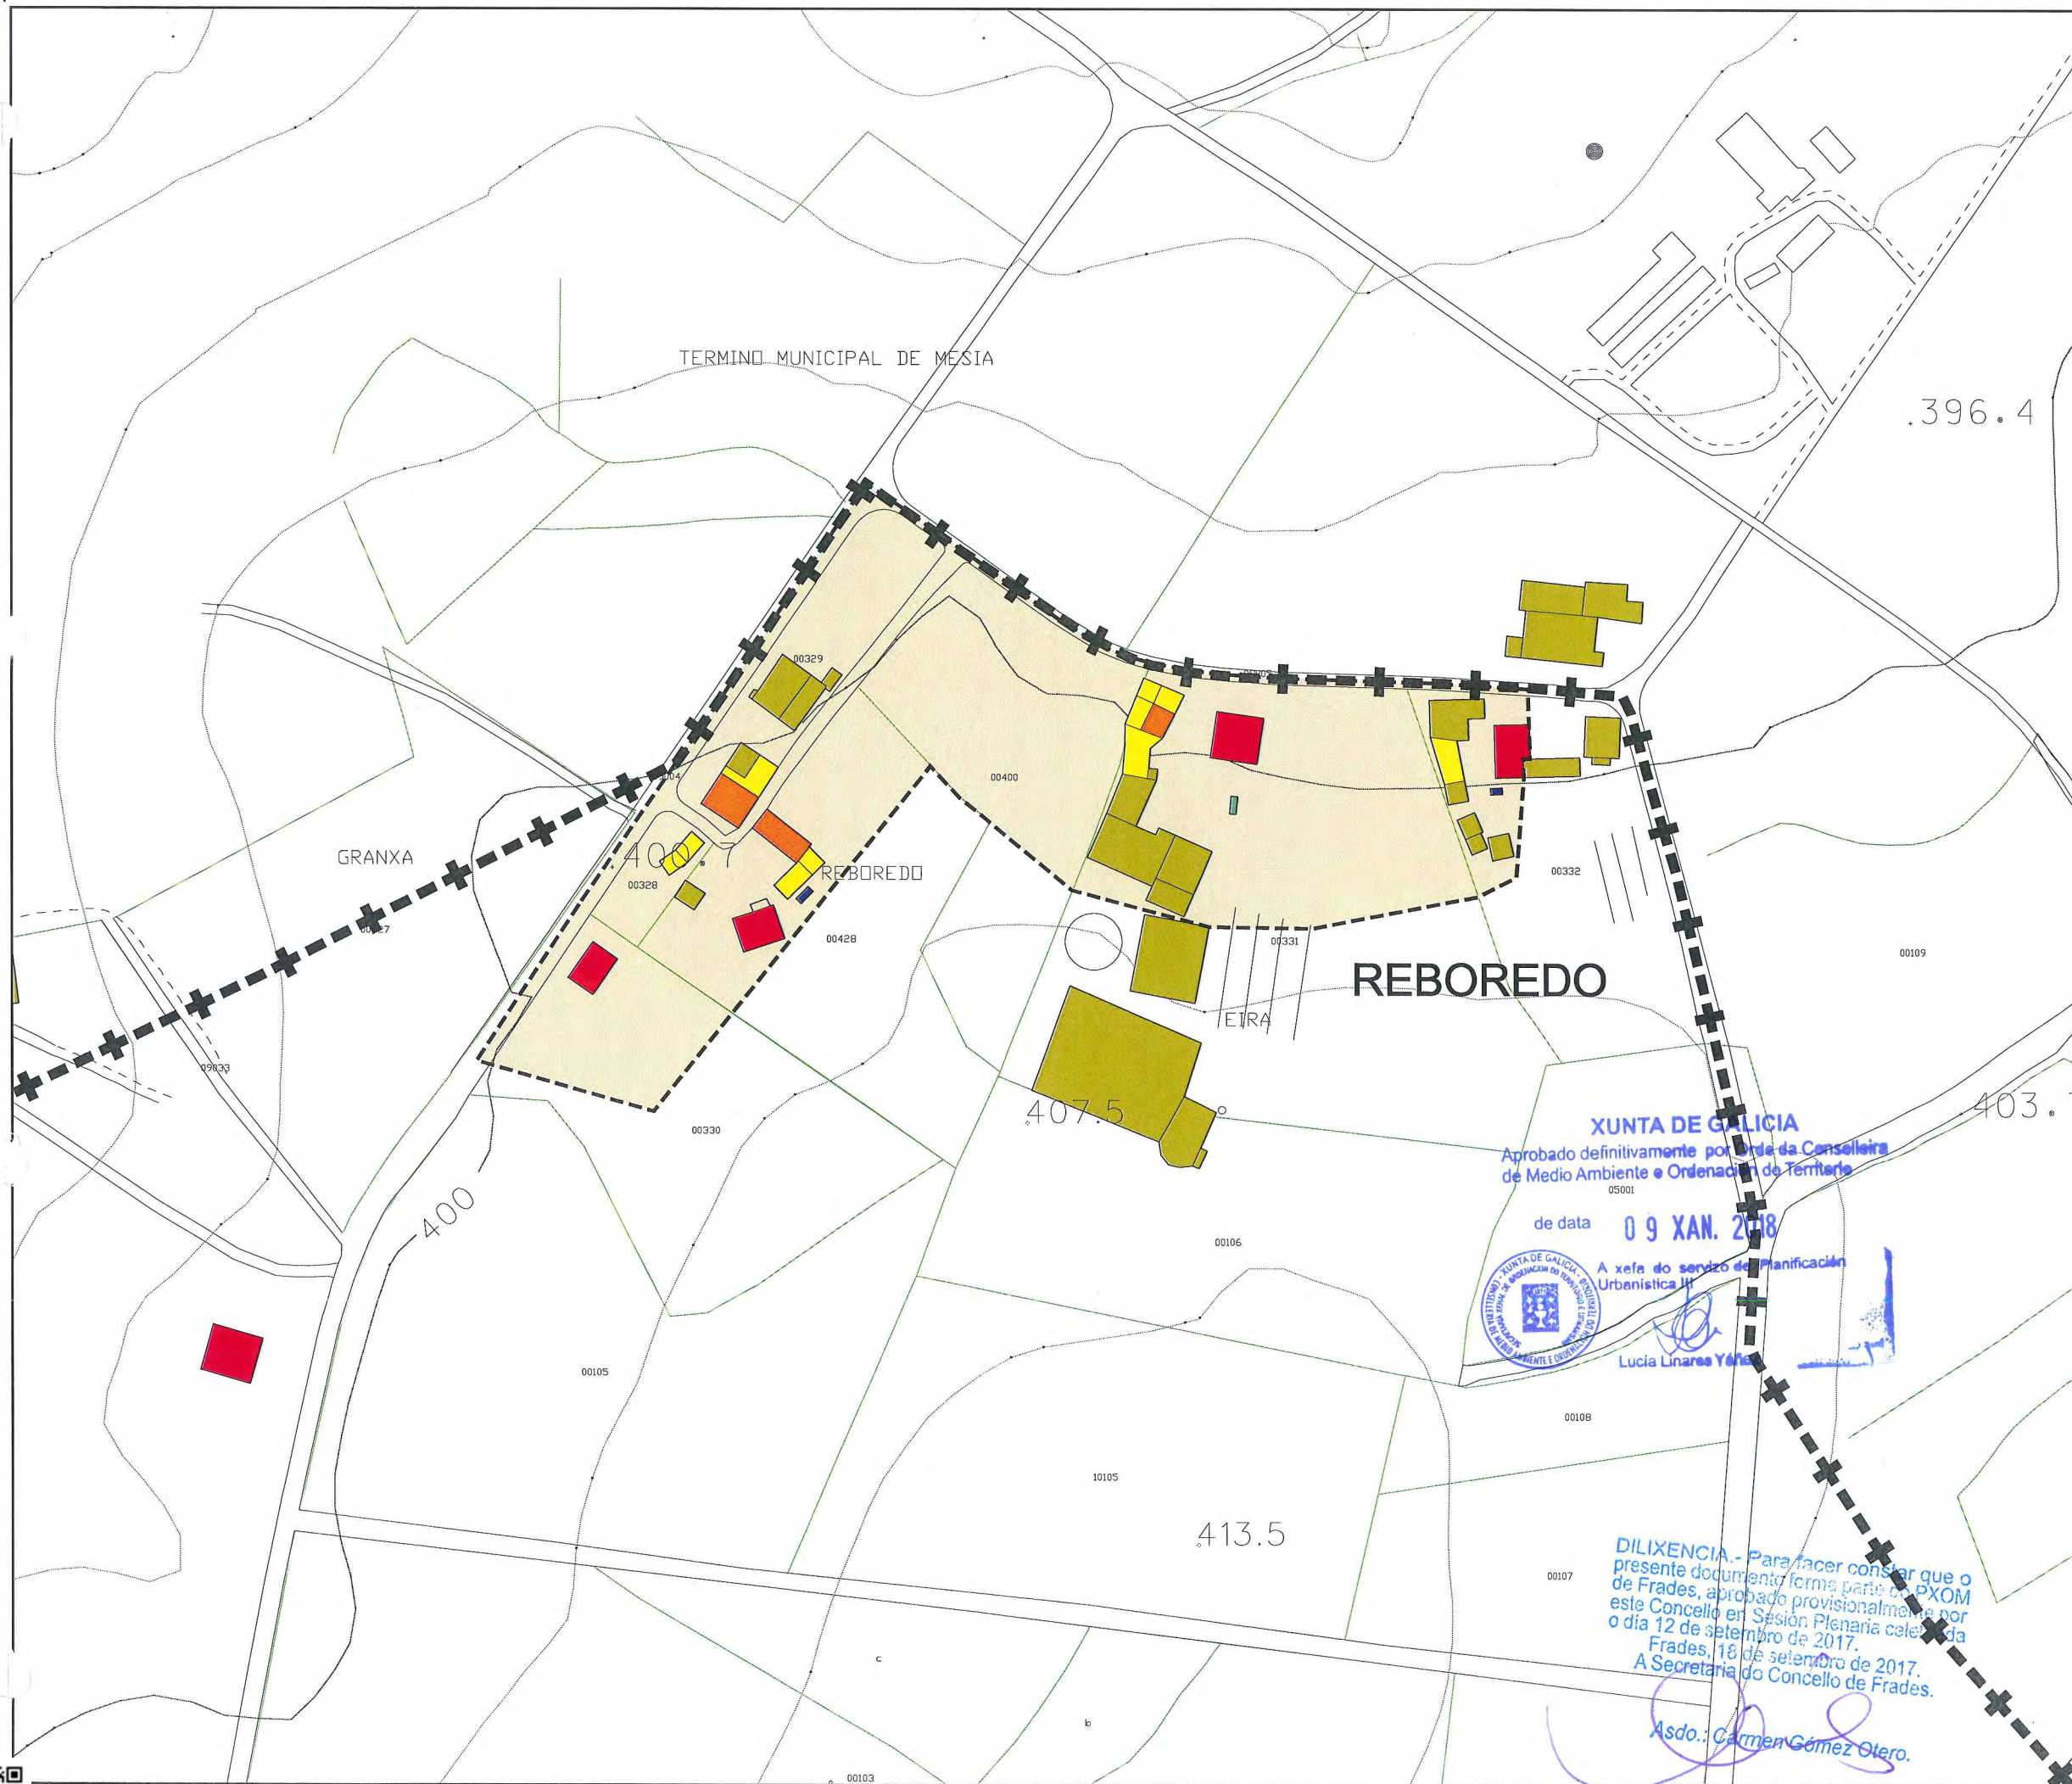 TERMINO MUNICIPAL DE MESIA
396.4
00329
00400
GRANXA
400.7
REBOREDO
00328
00332
00428
00331
00109
REBOREDO
EIRA
09033
407.5
403.
00330
XUNTA DE GALICIA
Aprobado definitivamente por Orde da Conselleira
de Medio Ambiente e Ordenación do Territorio
05001
de data 09 XAN. 2018
400
00106
A xefa do servizo de Planificación
Urbanística III
Lucía Linares Yáñez
00105
00108
10105
413.5
00107
DILIXENCIA.- Para facer constar que o
presente documento forma parte do PXOM
de Frades, aprobado provisionalmente por
este Concello en Sesión Plenaria celebrada
o día 12 de setembro de 2017.
Frades, 18 de setembro de 2017.
A Secretaria do Concello de Frades.
Asdo.: Carmen Gómez Otero.
c
b
00103